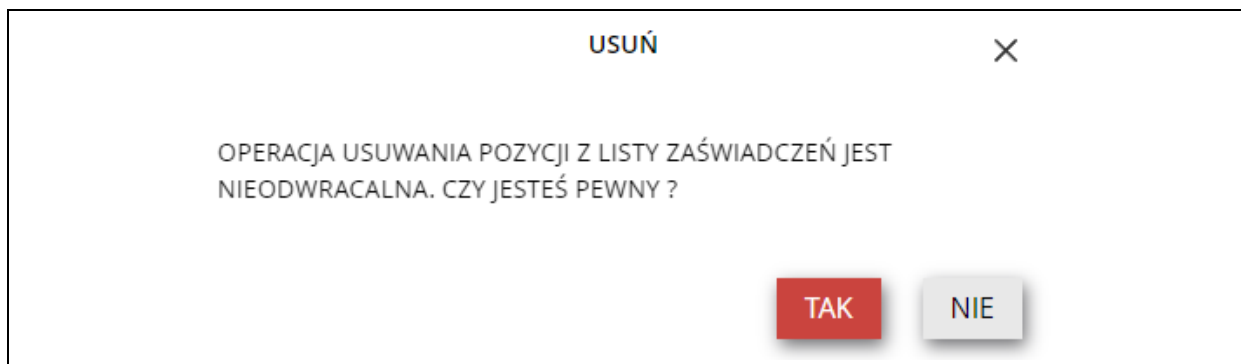 USUŃ
OPERACJA USUWANIA POZYCJI Z LISTY ZAŚWIADCZEŃ JEST
NIEODWRACALNA. CZY JESTEŚ PEWNY ?
TAK NIE